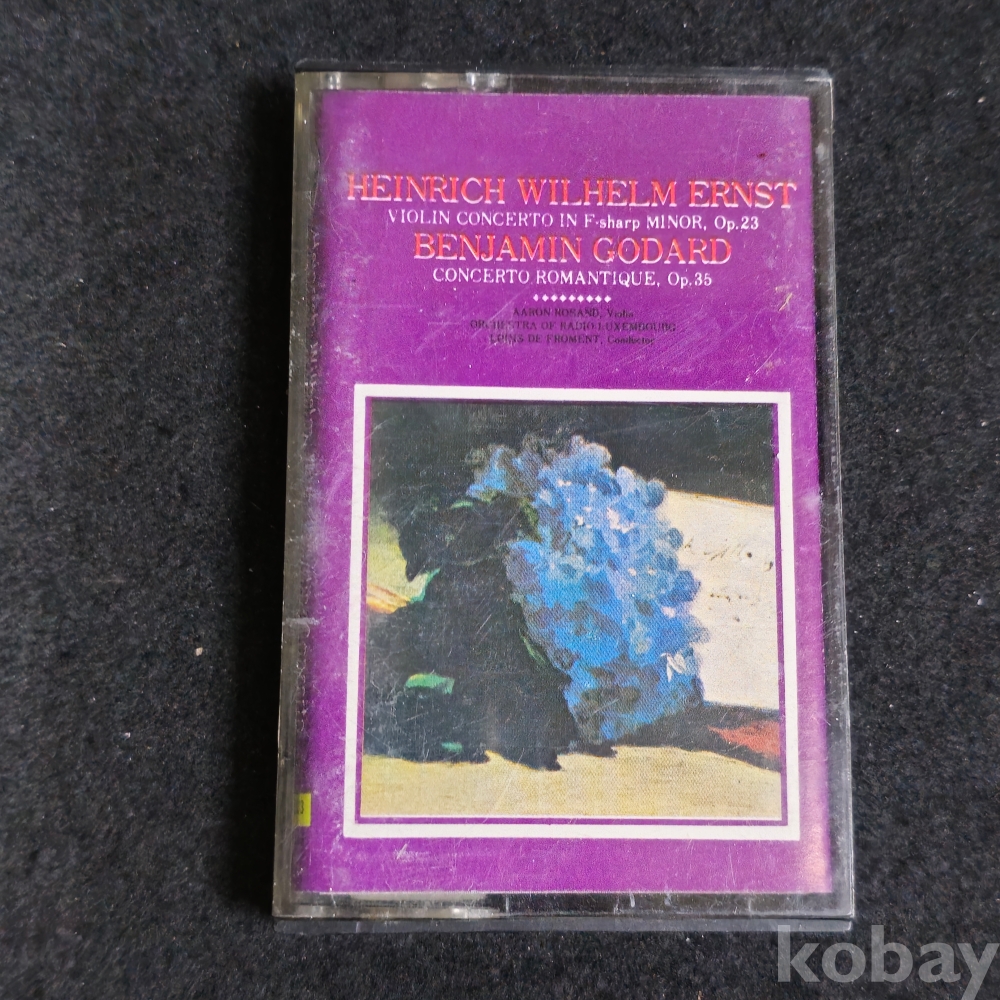 HEINRICH WILHELM ERNST
VIOLIN CONCERTO IN F-sharp MINOR, Op.23
BENJAMIN GODARD
CONCERTO ROMANTIQUE, Op.35
AARON ROSAND, Violin
ORCHESTRA OF RADIO LUXEMBOURG
DE FROMENT, Conductor
kobay